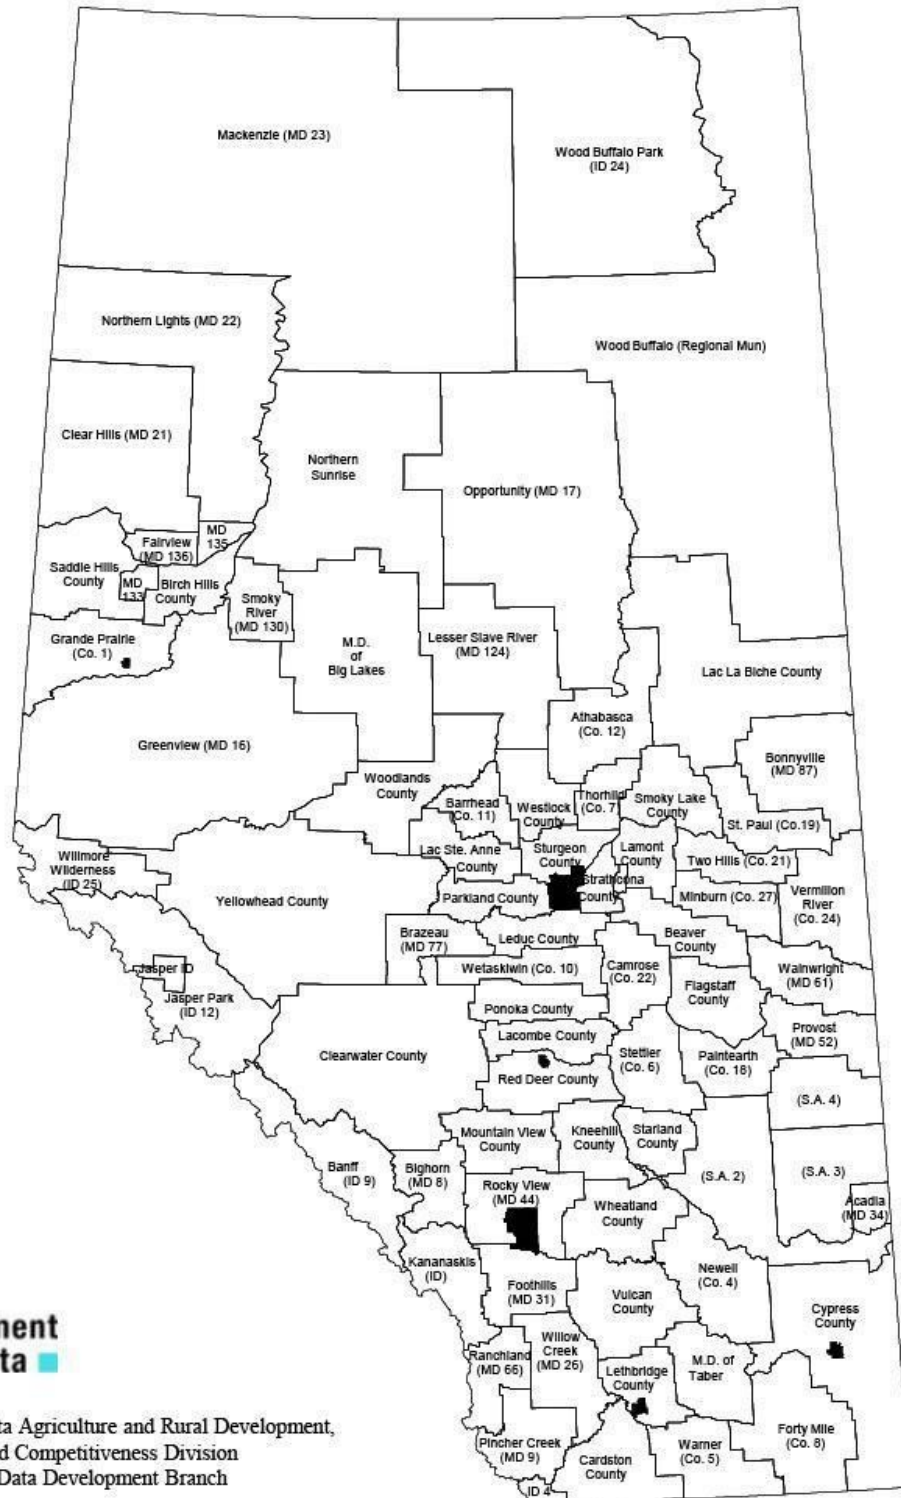 Mackenzie (MD 23)
Wood Buffalo Park
(ID 24)
Northern Lights (MD 22)
Wood Buffalo (Regional Mun)
Clear Hills (MD 21)
Northern
Sunrise
Opportunity (MD 17)
MD
135
Fairview
(MD 136)
Saddle Hills
County
MD
133
Birch Hills
County
Smoky
River
(MD 130)
Grande Prairie
(Co. 1)
M.D.
of
Big Lakes
Lesser Slave River
(MD 124)
Lac La Biche County
Athabasca
(Co. 12)
Greenview (MD 16)
Bonnyville
(MD 87)
Woodlands
County
Barrhead
(Co. 11)
Westlock
County
Thorhild
(Co. 7)
Smoky Lake
County
St. Paul (Co.19)
Willmore
Wilderness
(ID 25)
Lac Ste. Anne
County
Sturgeon
County
Lamont
County
Two Hills (Co. 21)
Strathcona
County
Yellowhead County
Parkland County
Minburn (Co. 27)
Vermilion
River
(Co. 24)
Brazeau
(MD 77)
Leduc County
Beaver
County
Jasper ID
Wetaskiwin (Co. 10)
Camrose
(Co. 22)
Wainwright
(MD 61)
Jasper Park
(ID 12)
Flagstaff
County
Ponoka County
Clearwater County
Lacombe County
Provost
(MD 52)
Stettler
(Co. 6)
Paintearth
(Co. 18)
Red Deer County
(S.A. 4)
Mountain View
County
Kneehill
County
Starland
County
Banff
(ID 9)
Bighorn
(MD 8)
(S.A. 2)
(S.A. 3)
Rocky View
(MD 44)
Wheatland
County
Acadia
(MD 34)
Kananaskis
(ID)
Newell
(Co. 4)
Foothills
(MD 31)
Vulcan
County
Cypress
County
Willow
Creek
(MD 26)
Ranchland
(MD 66)
Lethbridge
County
M.D. of
Taber
Pincher Creek
(MD 9)
Cardston
County
Warner
(Co. 5)
Forty Mile
(Co. 8)
ID 4
nent
ta
ta Agriculture and Rural Development,
d Competitiveness Division
Data Development Branch